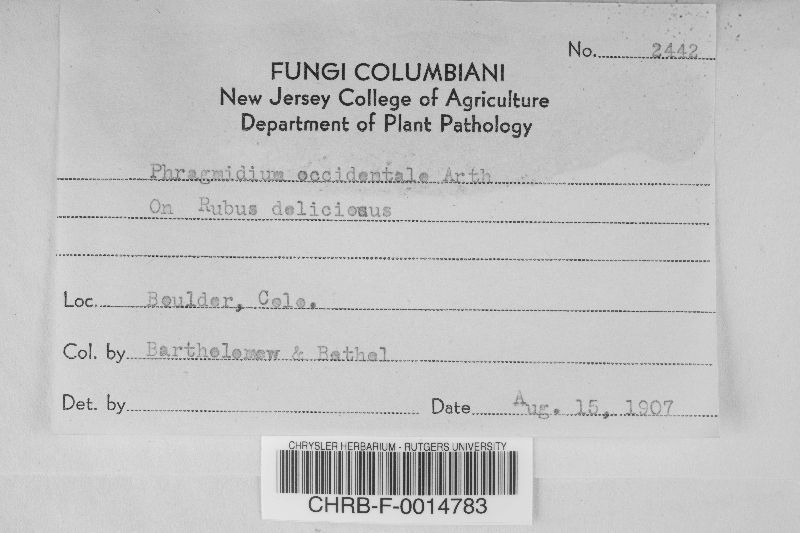 No. 2442
FUNGI COLUMBIANI
New Jersey College of Agriculture
Department of Plant Pathology
Phragmidium occidentale Arth
On Rubus deliciosus
Loc. Boulder, Colo.
Col. by Bartholomew & Bethel
Det. by
Date Aug. 15, 1907
CHRYSLER HERBARIUM - RUTGERS UNIVERSITY
CHRB-F-0014783